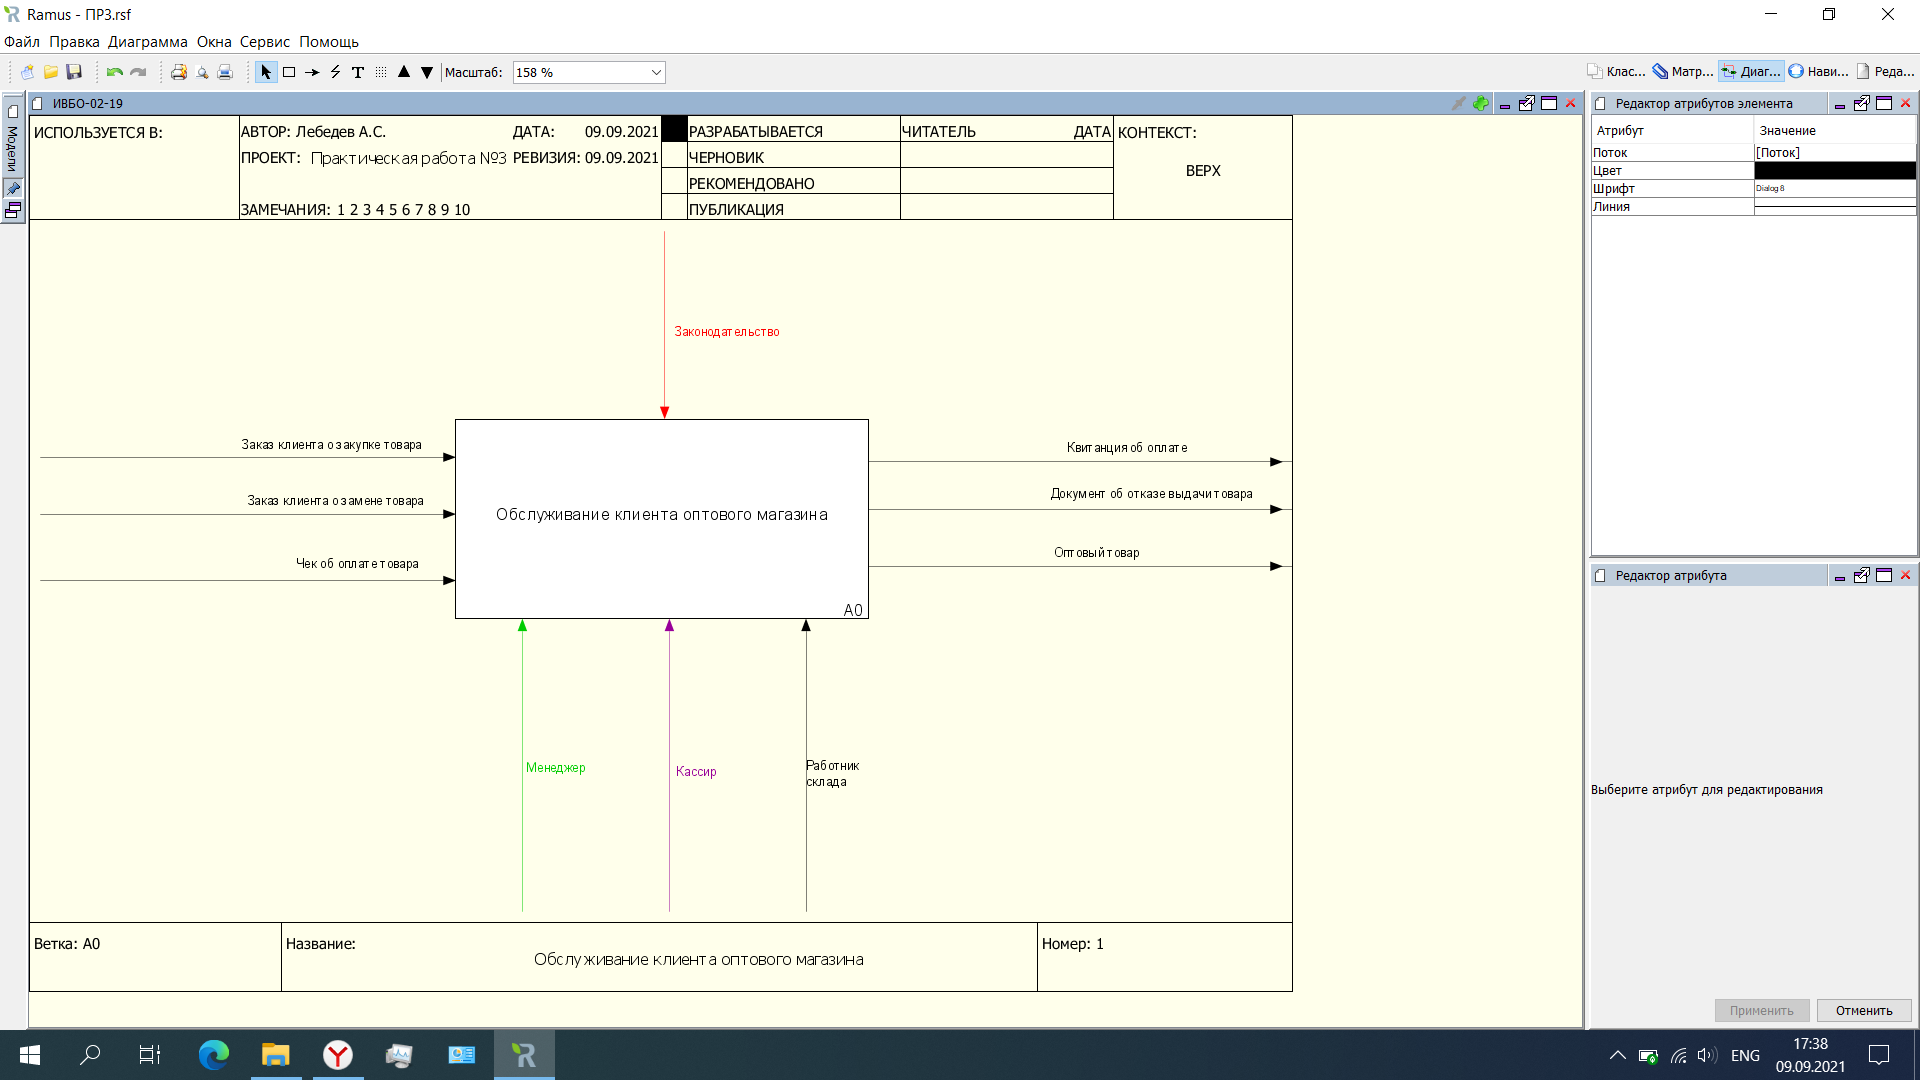 Ramus - ПР3.rsf
Файл Правка Диаграмма Окна Сервис Помощь
Масштаб: 158 %
Клас... Матр... Диаг... Нави... Реда...
Модели
ИВБО-02-19
ИСПОЛЬЗУЕТСЯ В:
АВТОР: Лебедев А.С. ДАТА: 09.09.2021
ПРОЕКТ: Практическая работа №3 РЕВИЗИЯ: 09.09.2021
ЗАМЕЧАНИЯ: 1 2 3 4 5 6 7 8 9 10
РАЗРАБАТЫВАЕТСЯ
ЧЕРНОВИК
РЕКОМЕНДОВАНО
ПУБЛИКАЦИЯ
ЧИТАТЕЛЬ ДАТА
КОНТЕКСТ:
ВЕРХ
Законодательство
Заказ клиента о закупке товара
Заказ клиента о замене товара
Чек об оплате товара
Обслуживание клиента оптового магазина
A0
Квитанция об оплате
Документ об отказе выдачи товара
Оптовый товар
Менеджер
Кассир
Работник
склада
Ветка: A0
Название:
Обслуживание клиента оптового магазина
Номер: 1
Редактор атрибутов элемента
Атрибут Значение
Поток [Поток]
Цвет
Шрифт Dialog 8
Линия
Редактор атрибута
Выберите атрибут для редактирования
Применить Отменить
ENG
17:38
09.09.2021